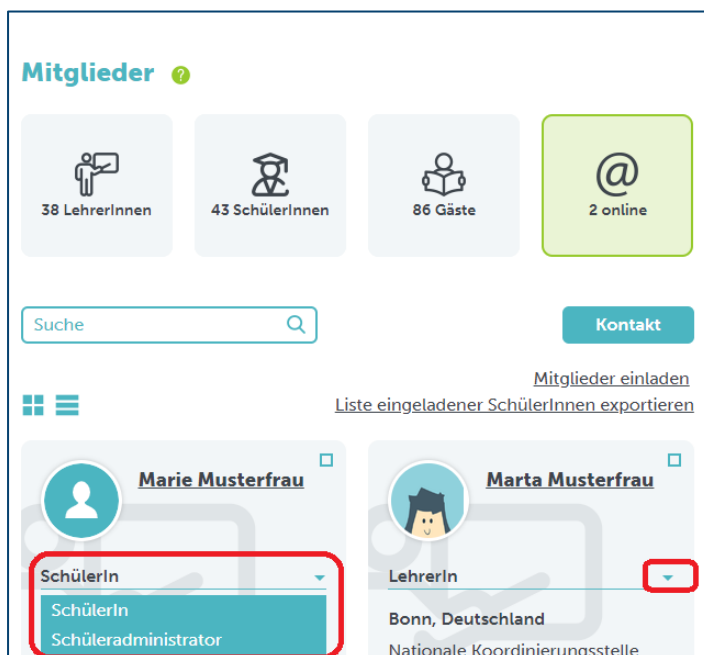 Mitglieder ?
38 LehrerInnen
43 SchülerInnen
86 Gäste
@
2 online
Suche
Kontakt
Mitglieder einladen
Liste eingeladener SchülerInnen exportieren
Marie Musterfrau
SchülerIn
SchülerIn
Schüleradministrator
Marta Musterfrau
LehrerIn
Bonn, Deutschland
Nationale Koordinierungsstelle